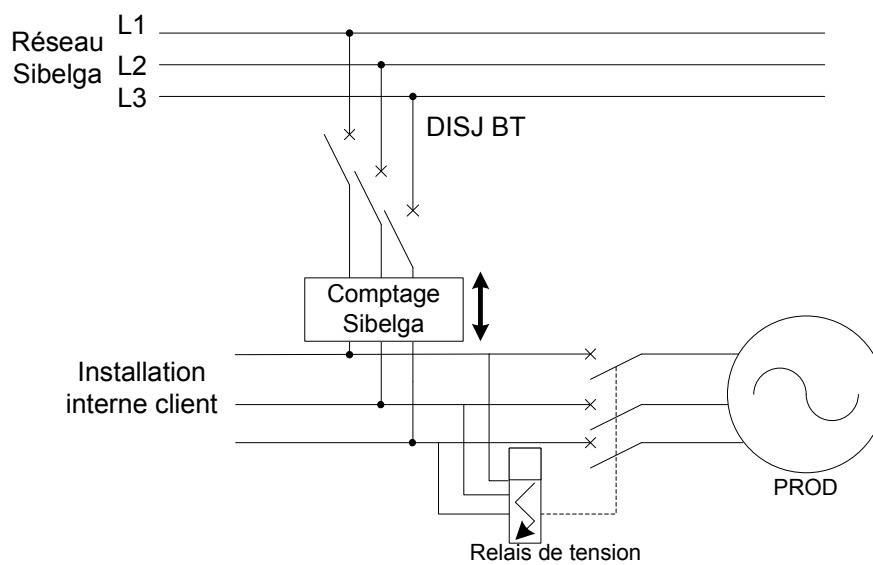 Réseau
Sibelga
L1
L2
L3
DISJ BT
Comptage
Sibelga
Installation
interne client
PROD
Relais de tension